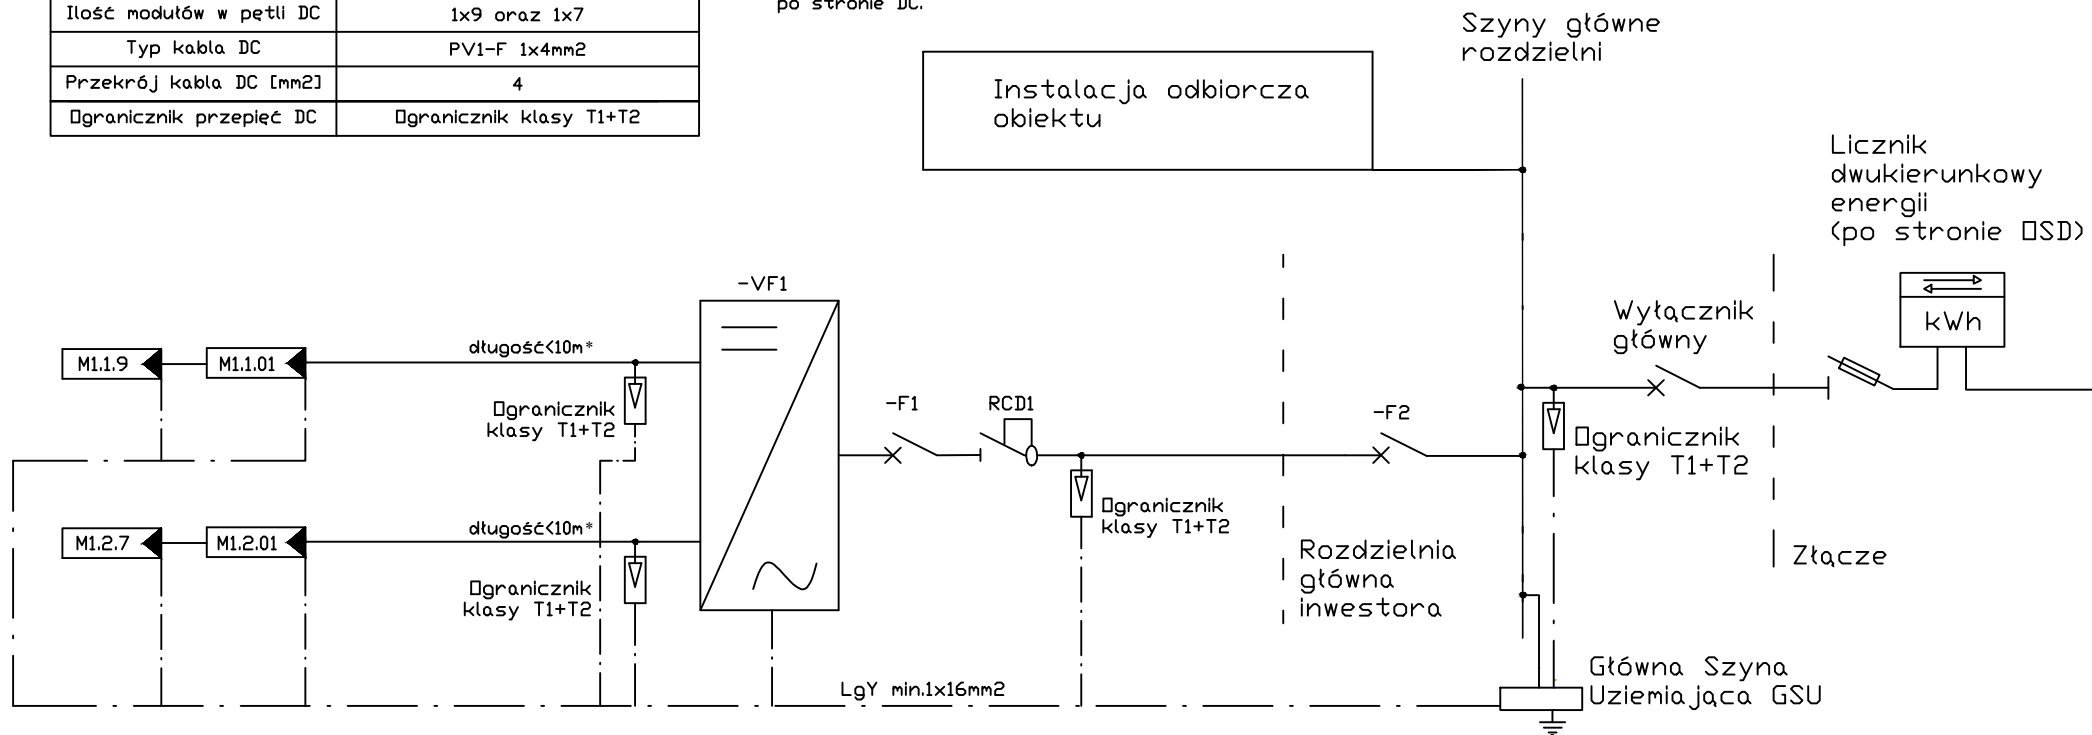 Ilość modułów w pętli DC 1x9 oraz 1x7
Typ kabla DC PV1-F 1x4mm2
Przekrój kabla DC [mm2] 4
Ogranicznik przepięć DC Ogranicznik klasy T1+T2
po stronie DC.
Szyny główne
rozdzielni
Instalacja odbiorcza
obiektu
Licznik
dwukierunkowy
energii
(po stronie OSD)
-VF1
kWh
Wyłącznik
główny
M1.1.9
M1.1.01
długość<10m*
Ogranicznik
klasy T1+T2
-F1
RCD1
-F2
Ogranicznik
klasy T1+T2
M1.2.7
M1.2.01
długość<10m*
Ogranicznik
klasy T1+T2
Ogranicznik
klasy T1+T2
Rozdzielnia
główna
inwestora
Złącze
LgY min.1x16mm2
Główna Szyna
Uziemiająca GSU